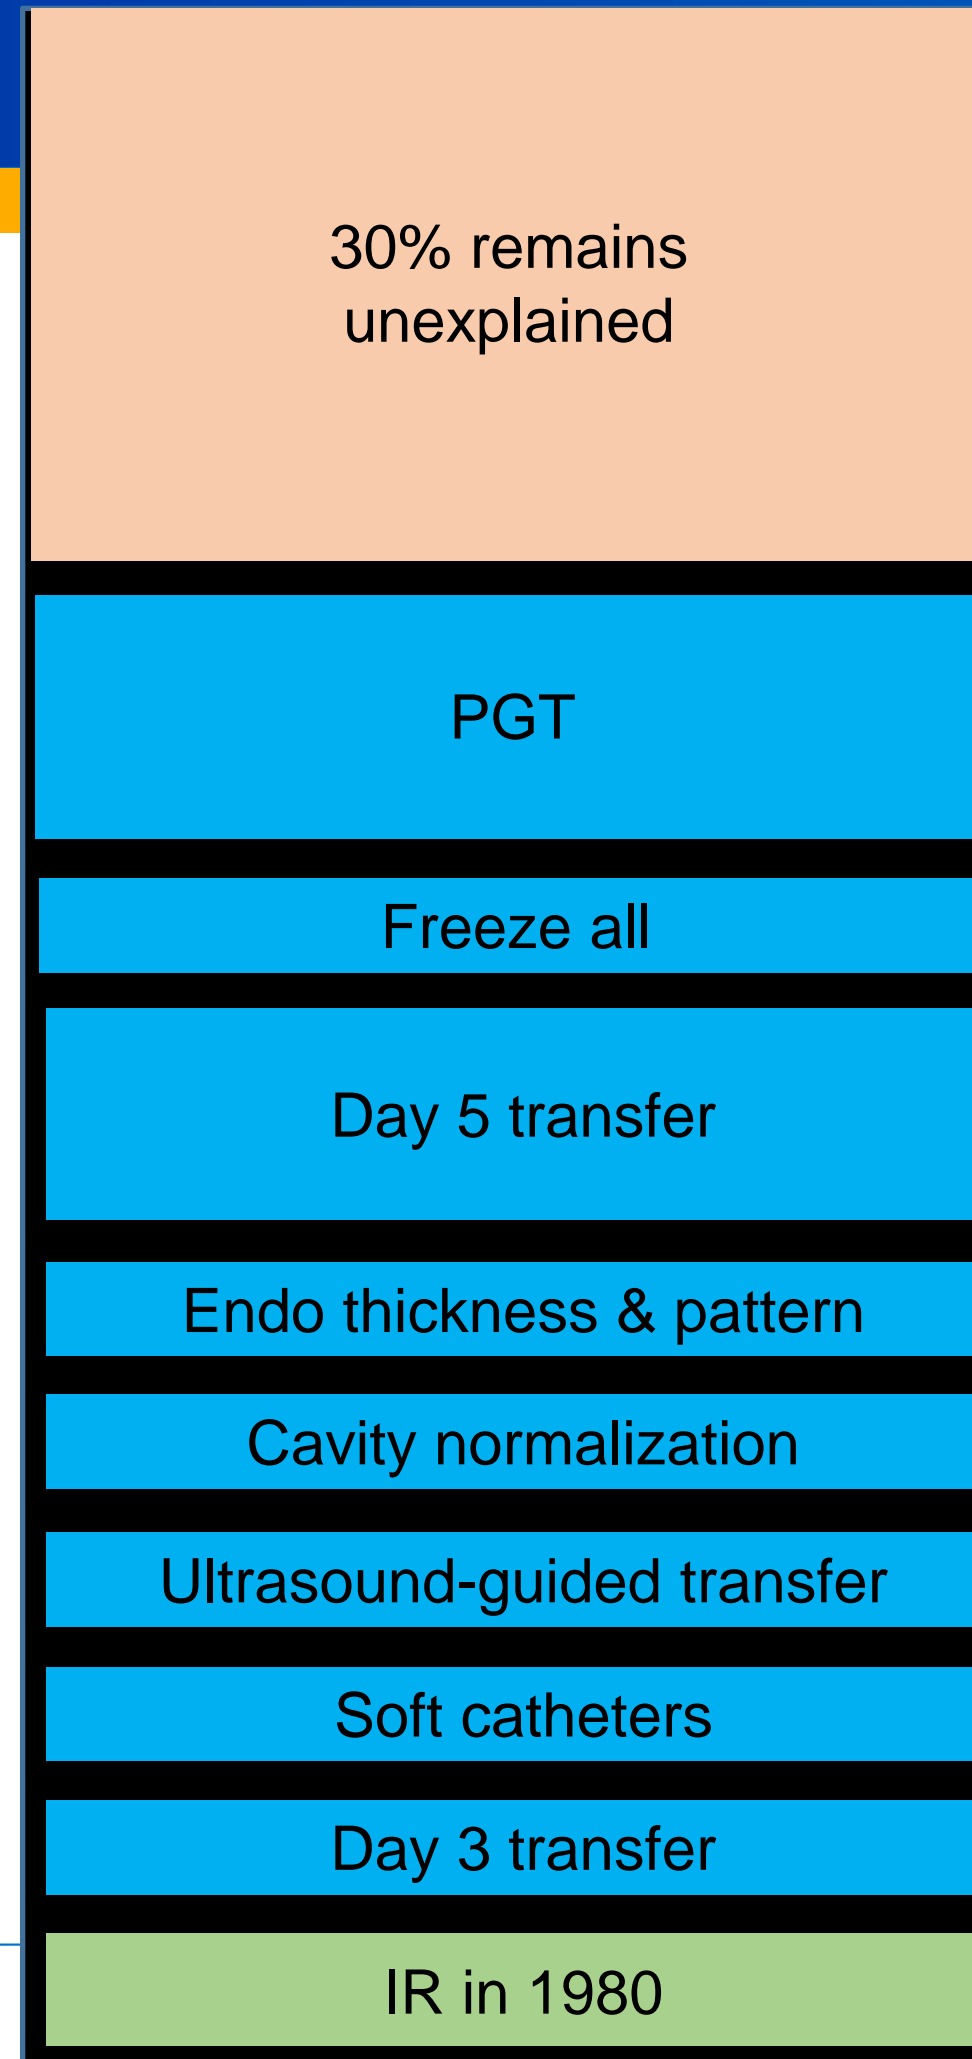 30% remains
unexplained
PGT
Freeze all
Day 5 transfer
Endo thickness & pattern
Cavity normalization
Ultrasound-guided transfer
Soft catheters
Day 3 transfer
IR in 1980